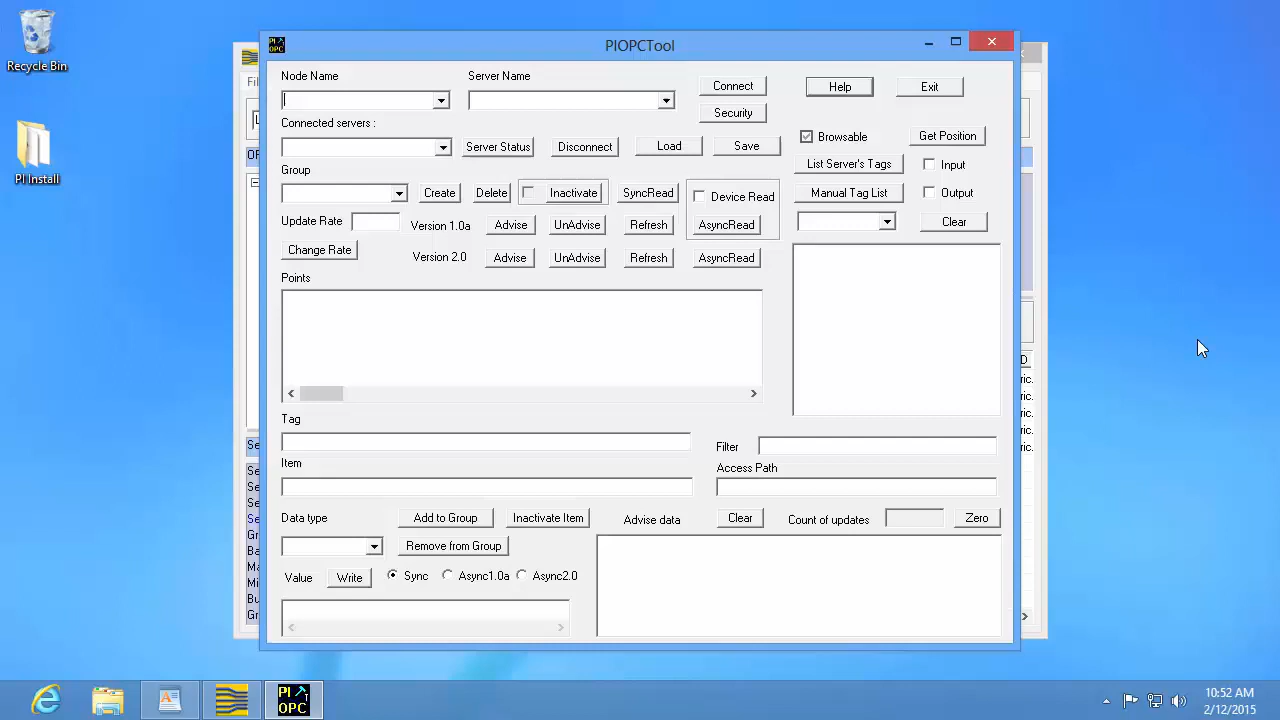 Recycle Bin
PI Install
PIOPCTool
Node Name
Server Name
Connect
Help
Exit
Security
Connected servers :
Server Status
Disconnect
Load
Save
Browsable
Get Position
List Server's Tags
Input
Group
Create
Delete
Inactivate
SyncRead
Device Read
Manual Tag List
Output
Update Rate
Version 1.0a
Advise
UnAdvise
Refresh
AsyncRead
Clear
Change Rate
Version 2.0
Advise
UnAdvise
Refresh
AsyncRead
Points
Tag
Filter
Item
Access Path
Data type
Add to Group
Inactivate Item
Advise data
Clear
Count of updates
Zero
Remove from Group
Value
Write
Sync
Async1.0a
Async2.0
PI
OPC
10:52 AM
2/12/2015